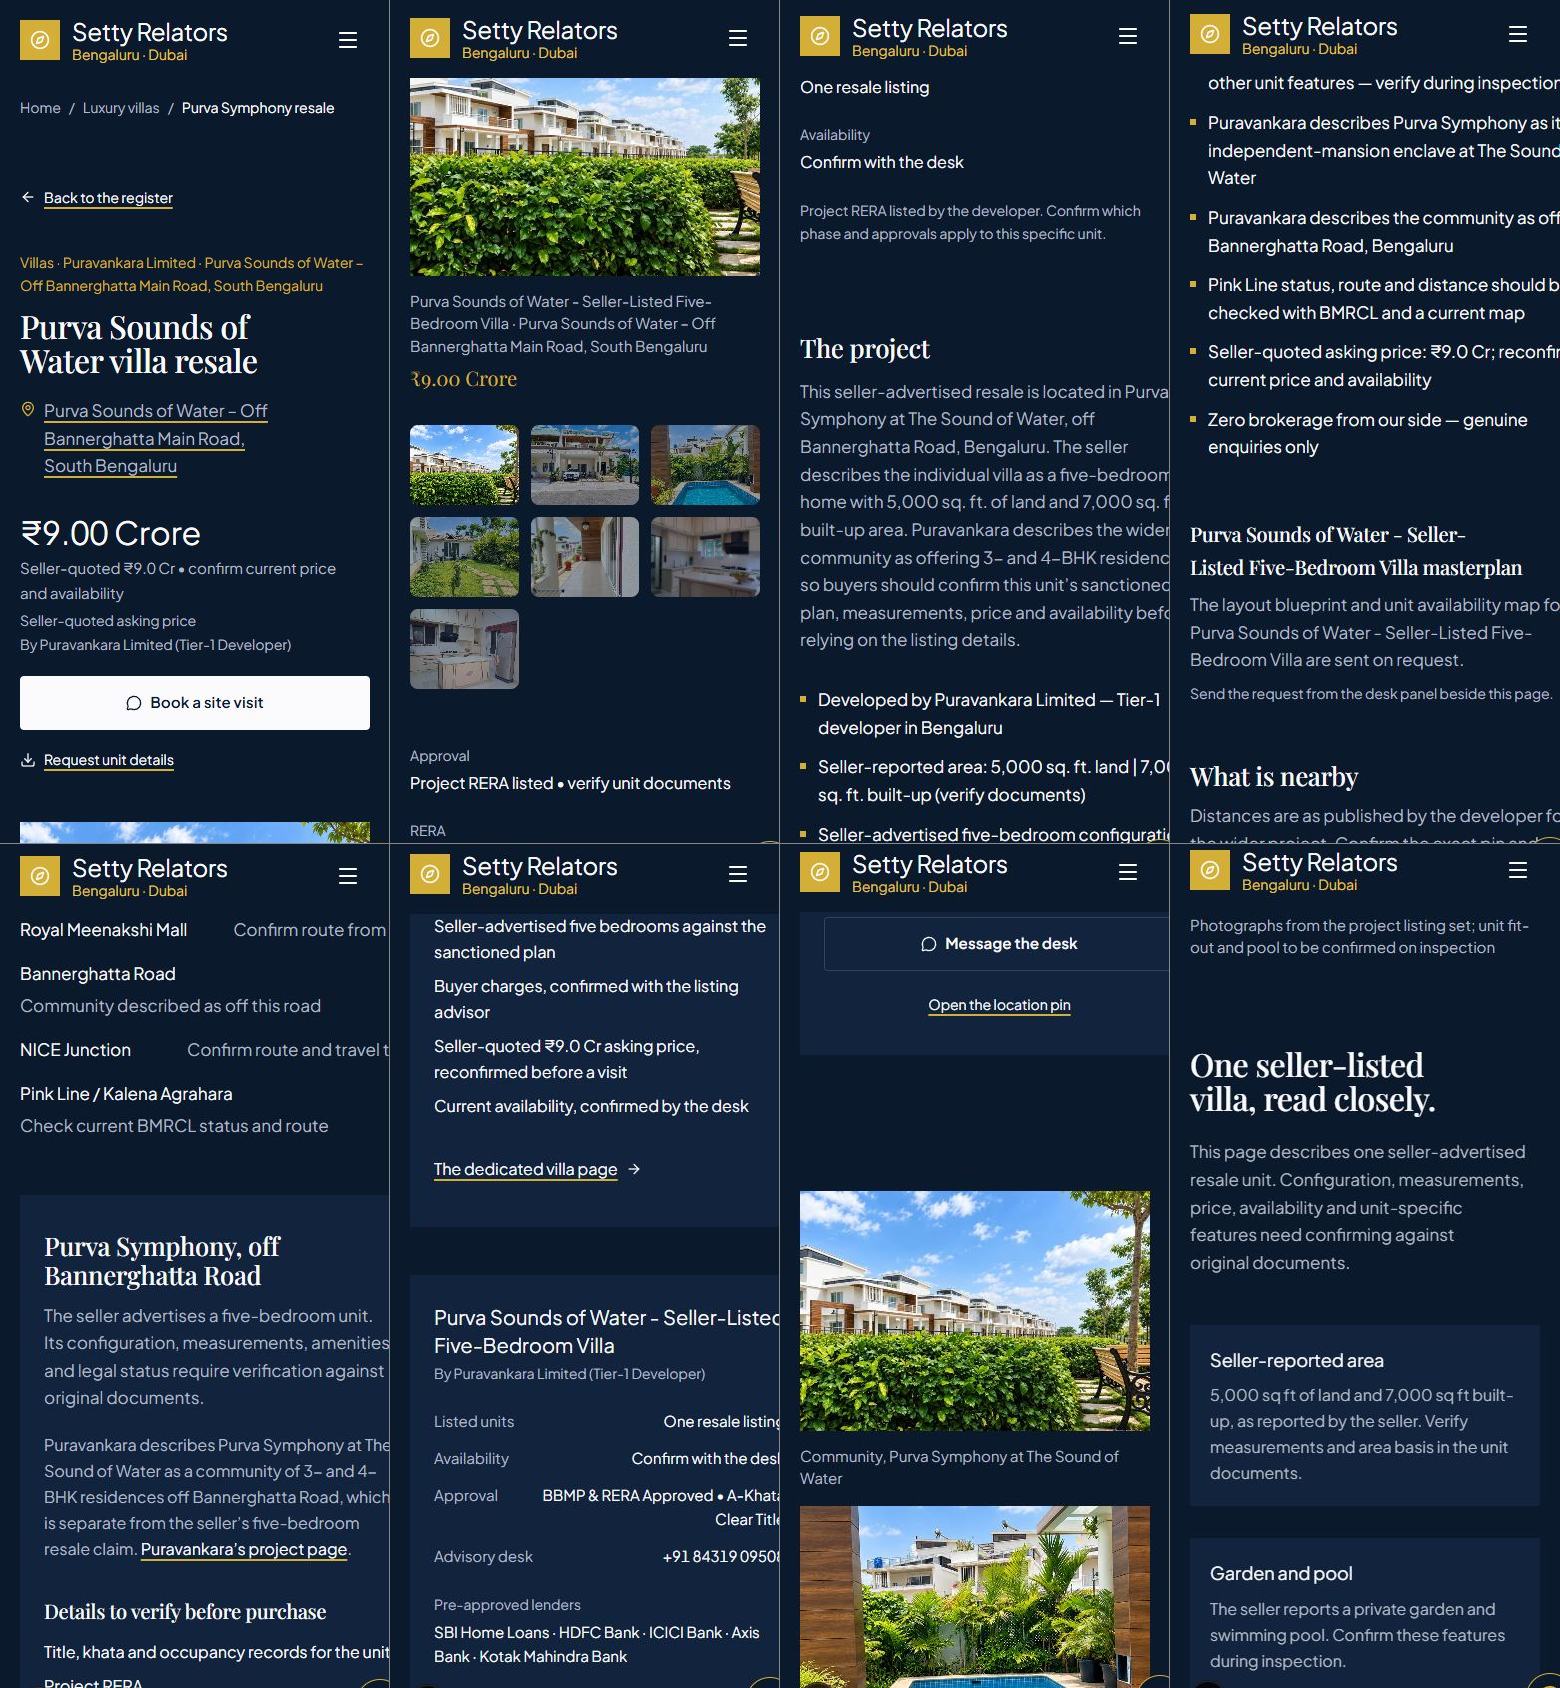 Setty Relators
Bengaluru · Dubai
Home / Luxury villas / Purva Symphony resale
Back to the register
Villas · Puravankara Limited · Purva Sounds of Water –
Off Bannerghatta Main Road, South Bengaluru
Purva Sounds of
Water villa resale
Purva Sounds of Water – Off
Bannerghatta Main Road,
South Bengaluru
₹9.00 Crore
Seller-quoted ₹9.0 Cr • confirm current price
and availability
Seller-quoted asking price
By Puravankara Limited (Tier-1 Developer)
Book a site visit
Request unit details
Setty Relators
Bengaluru · Dubai
Purva Sounds of Water - Seller-Listed Five-
Bedroom Villa · Purva Sounds of Water – Off
Bannerghatta Main Road, South Bengaluru
₹9.00 Crore
Approval
Project RERA listed • verify unit documents
RERA
Setty Relators
Bengaluru · Dubai
One resale listing
Availability
Confirm with the desk
Project RERA listed by the developer. Confirm which
phase and approvals apply to this specific unit.
The project
This seller-advertised resale is located in Purva
Symphony at The Sound of Water, off
Bannerghatta Road, Bengaluru. The seller
describes the individual villa as a five-bedroom
home with 5,000 sq. ft. of land and 7,000 sq. f
built-up area. Puravankara describes the wider
community as offering 3– and 4–BHK residenc
so buyers should confirm this unit's sanctioned
plan, measurements, price and availability befo
relying on the listing details.
Developed by Puravankara Limited — Tier-1
developer in Bengaluru
Seller-reported area: 5,000 sq. ft. land | 7,00
sq. ft. built-up (verify documents)
Seller-advertised five-bedroom configurati
Setty Relators
Bengaluru · Dubai
other unit features — verify during inspection
Puravankara describes Purva Symphony as it
independent-mansion enclave at The Sound
Water
Puravankara describes the community as off
Bannerghatta Road, Bengaluru
Pink Line status, route and distance should b
checked with BMRCL and a current map
Seller-quoted asking price: ₹9.0 Cr; reconfir
current price and availability
Zero brokerage from our side — genuine
enquiries only
Purva Sounds of Water - Seller-
Listed Five-Bedroom Villa masterplan
The layout blueprint and unit availability map fo
Purva Sounds of Water - Seller-Listed Five-
Bedroom Villa are sent on request.
Send the request from the desk panel beside this page.
What is nearby
Distances are as published by the developer fo
the wider project. Confirm the exact pin and
Setty Relators
Bengaluru · Dubai
Royal Meenakshi Mall Confirm route from
Bannerghatta Road
Community described as off this road
NICE Junction Confirm route and travel t
Pink Line / Kalena Agrahara
Check current BMRCL status and route
Purva Symphony, off
Bannerghatta Road
The seller advertises a five-bedroom unit.
Its configuration, measurements, amenities
and legal status require verification against
original documents.
Puravankara describes Purva Symphony at The
Sound of Water as a community of 3– and 4–
BHK residences off Bannerghatta Road, which
is separate from the seller's five-bedroom
resale claim. Puravankara's project page.
Details to verify before purchase
Title, khata and occupancy records for the unit
Project RERA
Setty Relators
Bengaluru · Dubai
Seller-advertised five bedrooms against the
sanctioned plan
Buyer charges, confirmed with the listing
advisor
Seller-quoted ₹9.0 Cr asking price,
reconfirmed before a visit
Current availability, confirmed by the desk
The dedicated villa page
Purva Sounds of Water - Seller-Listed
Five-Bedroom Villa
By Puravankara Limited (Tier-1 Developer)
Listed units One resale listing
Availability Confirm with the desk
Approval BBMP & RERA Approved • A-Khata
Clear Title
Advisory desk +91 84319 09508
Pre-approved lenders
SBI Home Loans · HDFC Bank · ICICI Bank · Axis
Bank · Kotak Mahindra Bank
Setty Relators
Bengaluru · Dubai
Message the desk
Open the location pin
Community, Purva Symphony at The Sound of
Water
Setty Relators
Bengaluru · Dubai
Photographs from the project listing set; unit fit-
out and pool to be confirmed on inspection
One seller-listed
villa, read closely.
This page describes one seller-advertised
resale unit. Configuration, measurements,
price, availability and unit-specific
features need confirming against
original documents.
Seller-reported area
5,000 sq ft of land and 7,000 sq ft built-
up, as reported by the seller. Verify
measurements and area basis in the unit
documents.
Garden and pool
The seller reports a private garden and
swimming pool. Confirm these features
during inspection.